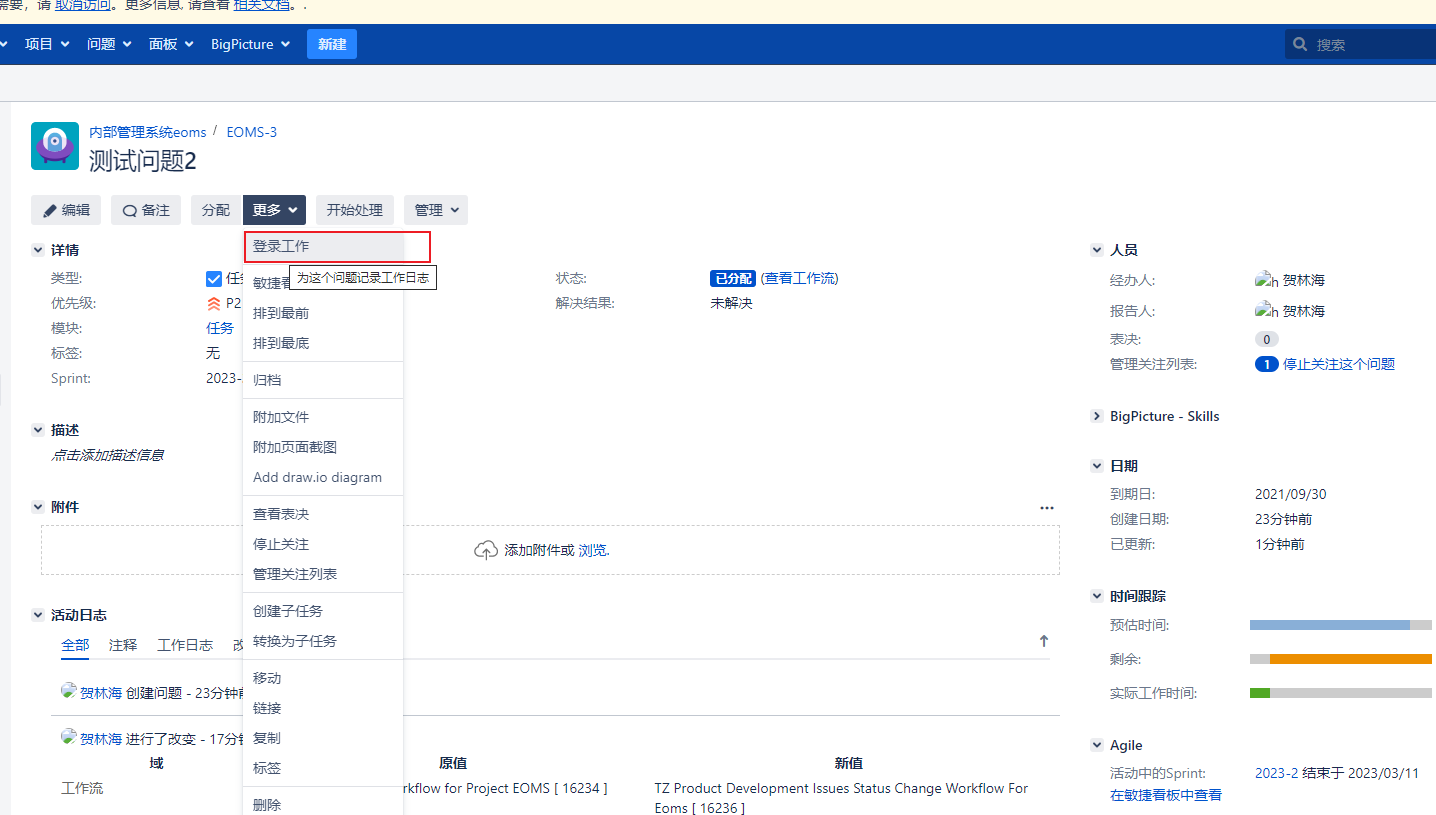 需要，请 取消访问。更多信息, 请查看 相关文档。.
项目 问题 面板 BigPicture 新建 搜索
内部管理系统eoms / EOMS-3
测试问题2
编辑 备注 分配 更多 开始处理 管理
登录工作
为这个问题记录工作日志
敏捷看
排到最前
排到最底
归档
附加文件
附加页面截图
Add draw.io diagram
查看表决
停止关注
管理关注列表
创建子任务
转换为子任务
移动
链接
复制
标签
删除
详情
类型: 任务
优先级: P2
模块: 任务
标签: 无
Sprint: 2023-
状态: 已分配 (查看工作流)
解决结果: 未解决
描述
点击添加描述信息
附件
添加附件或 浏览.
活动日志
全部 注释 工作日志 改
贺林海 创建问题 - 23分钟前
贺林海 进行了改变 - 17分钟
域 原值 新值
工作流 rkflow for Project EOMS [ 16234 ] TZ Product Development Issues Status Change Workflow For
Eoms [ 16236 ]
人员
经办人: h 贺林海
报告人: h 贺林海
表决: 0
管理关注列表: 1 停止关注这个问题
BigPicture - Skills
日期
到期日: 2021/09/30
创建日期: 23分钟前
已更新: 1分钟前
时间跟踪
预估时间:
剩余:
实际工作时间:
Agile
活动中的Sprint: 2023-2 结束于 2023/03/11
在敏捷看板中查看